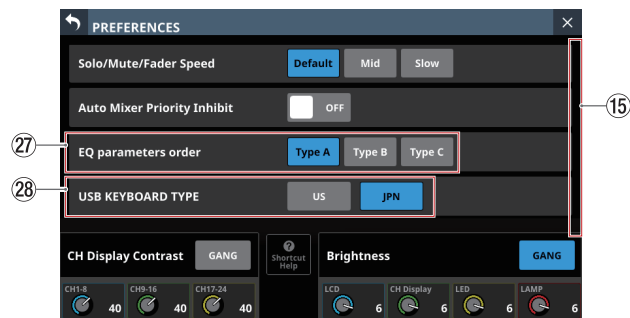 PREFERENCES
Solo/Mute/Fader Speed Default Mid Slow
⑮
Auto Mixer Priority Inhibit OFF
㉗ EQ parameters order Type A Type B Type C
㉘ USB KEYBOARD TYPE US JPN
CH Display Contrast GANG
? Shortcut
Help
Brightness GANG
CH1-8 CH9-16 CH17-24
40 40 40
LCD CH Display LED LAMP
6 6 6 6